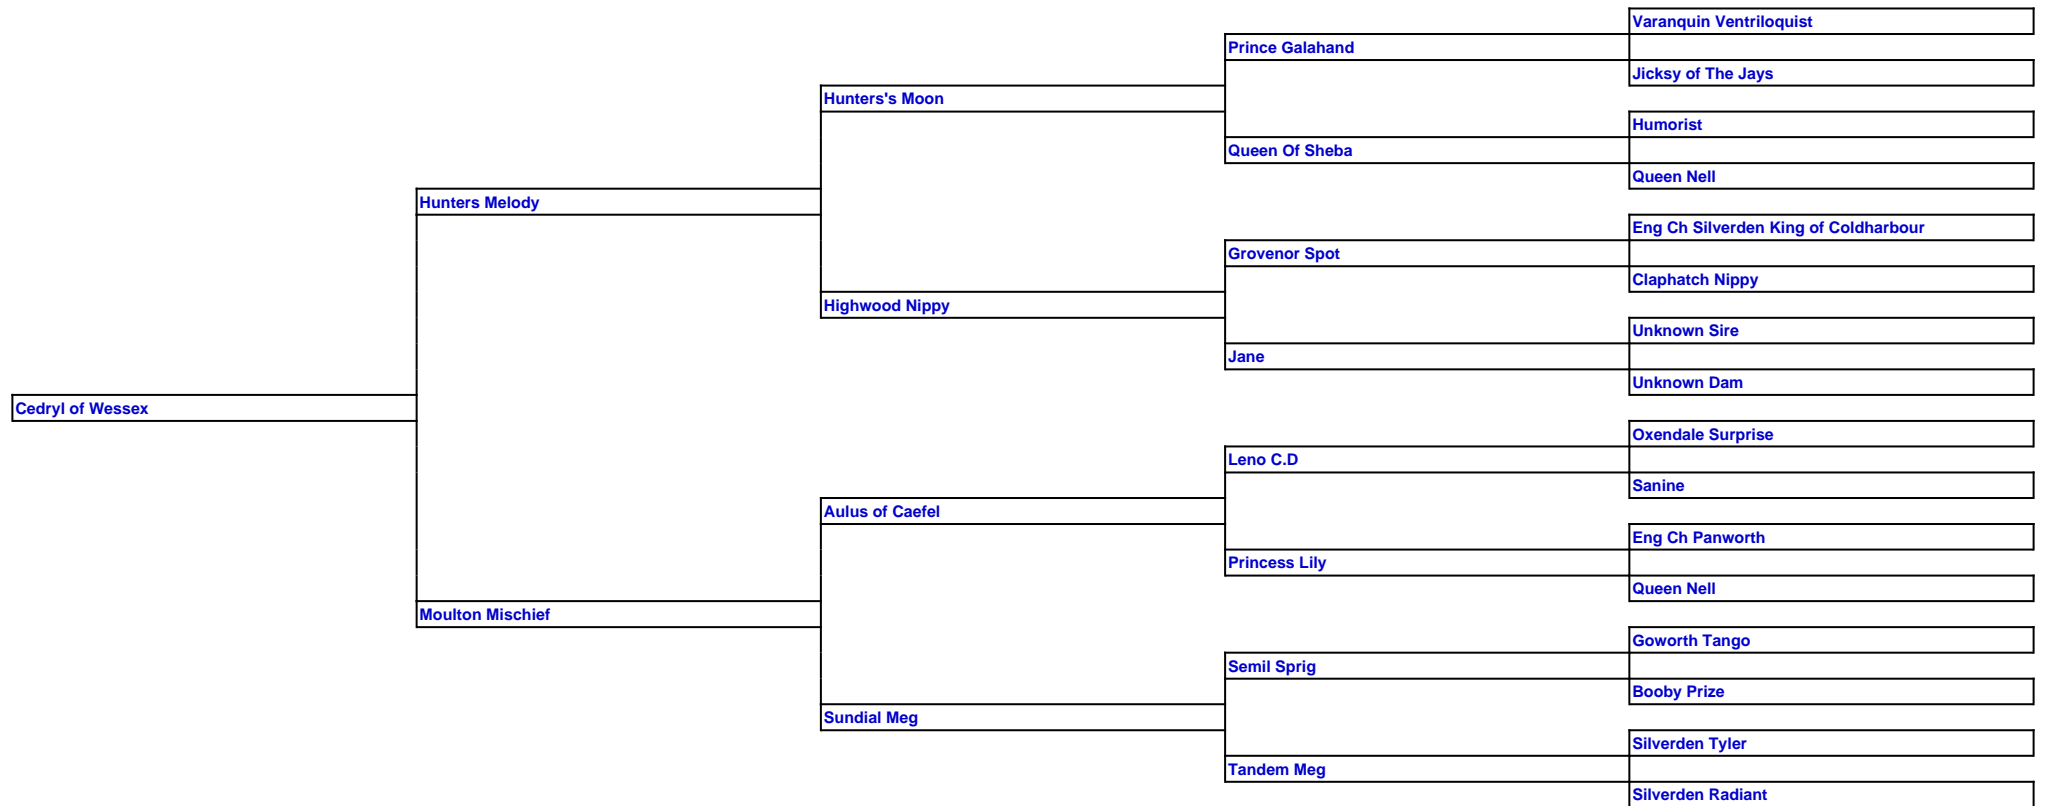 Varanquin Ventriloquist
Prince Galahand
Jicksy of The Jays
Hunters's Moon
Humorist
Queen Of Sheba
Queen Nell
Hunters Melody
Eng Ch Silverden King of Coldharbour
Grovenor Spot
Claphatch Nippy
Highwood Nippy
Unknown Sire
Jane
Unknown Dam
Cedryl of Wessex
Oxendale Surprise
Leno C.D
Sanine
Aulus of Caefel
Eng Ch Panworth
Princess Lily
Queen Nell
Moulton Mischief
Goworth Tango
Semil Sprig
Booby Prize
Sundial Meg
Silverden Tyler
Tandem Meg
Silverden Radiant